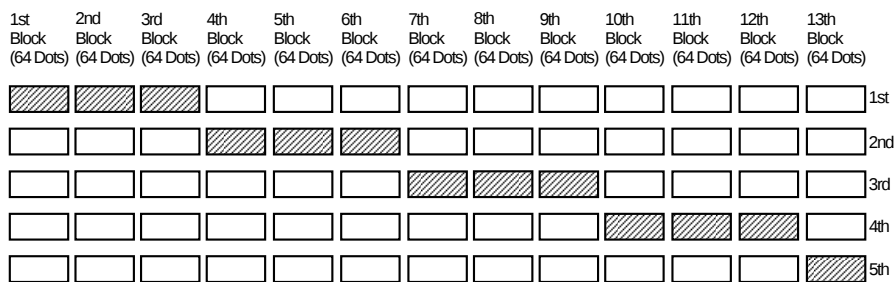 1st 2nd 3rd 4th 5th 6th 7th 8th 9th 10th 11th 12th 13th
Block Block Block Block Block Block Block Block Block Block Block Block Block
(64 Dots) (64 Dots) (64 Dots) (64 Dots) (64 Dots) (64 Dots) (64 Dots) (64 Dots) (64 Dots) (64 Dots) (64 Dots) (64 Dots) (64 Dots)
1st
2nd
3rd
4th
5th